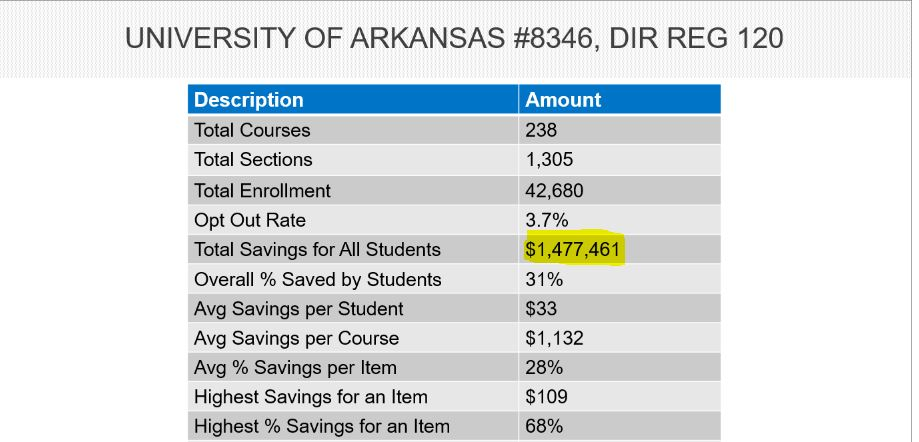 UNIVERSITY OF ARKANSAS #8346, DIR REG 120
Description Amount
Total Courses 238
Total Sections 1,305
Total Enrollment 42,680
Opt Out Rate 3.7%
Total Savings for All Students $1,477,461
Overall % Saved by Students 31%
Avg Savings per Student $33
Avg Savings per Course $1,132
Avg % Savings per Item 28%
Highest Savings for an Item $109
Highest % Savings for an Item 68%